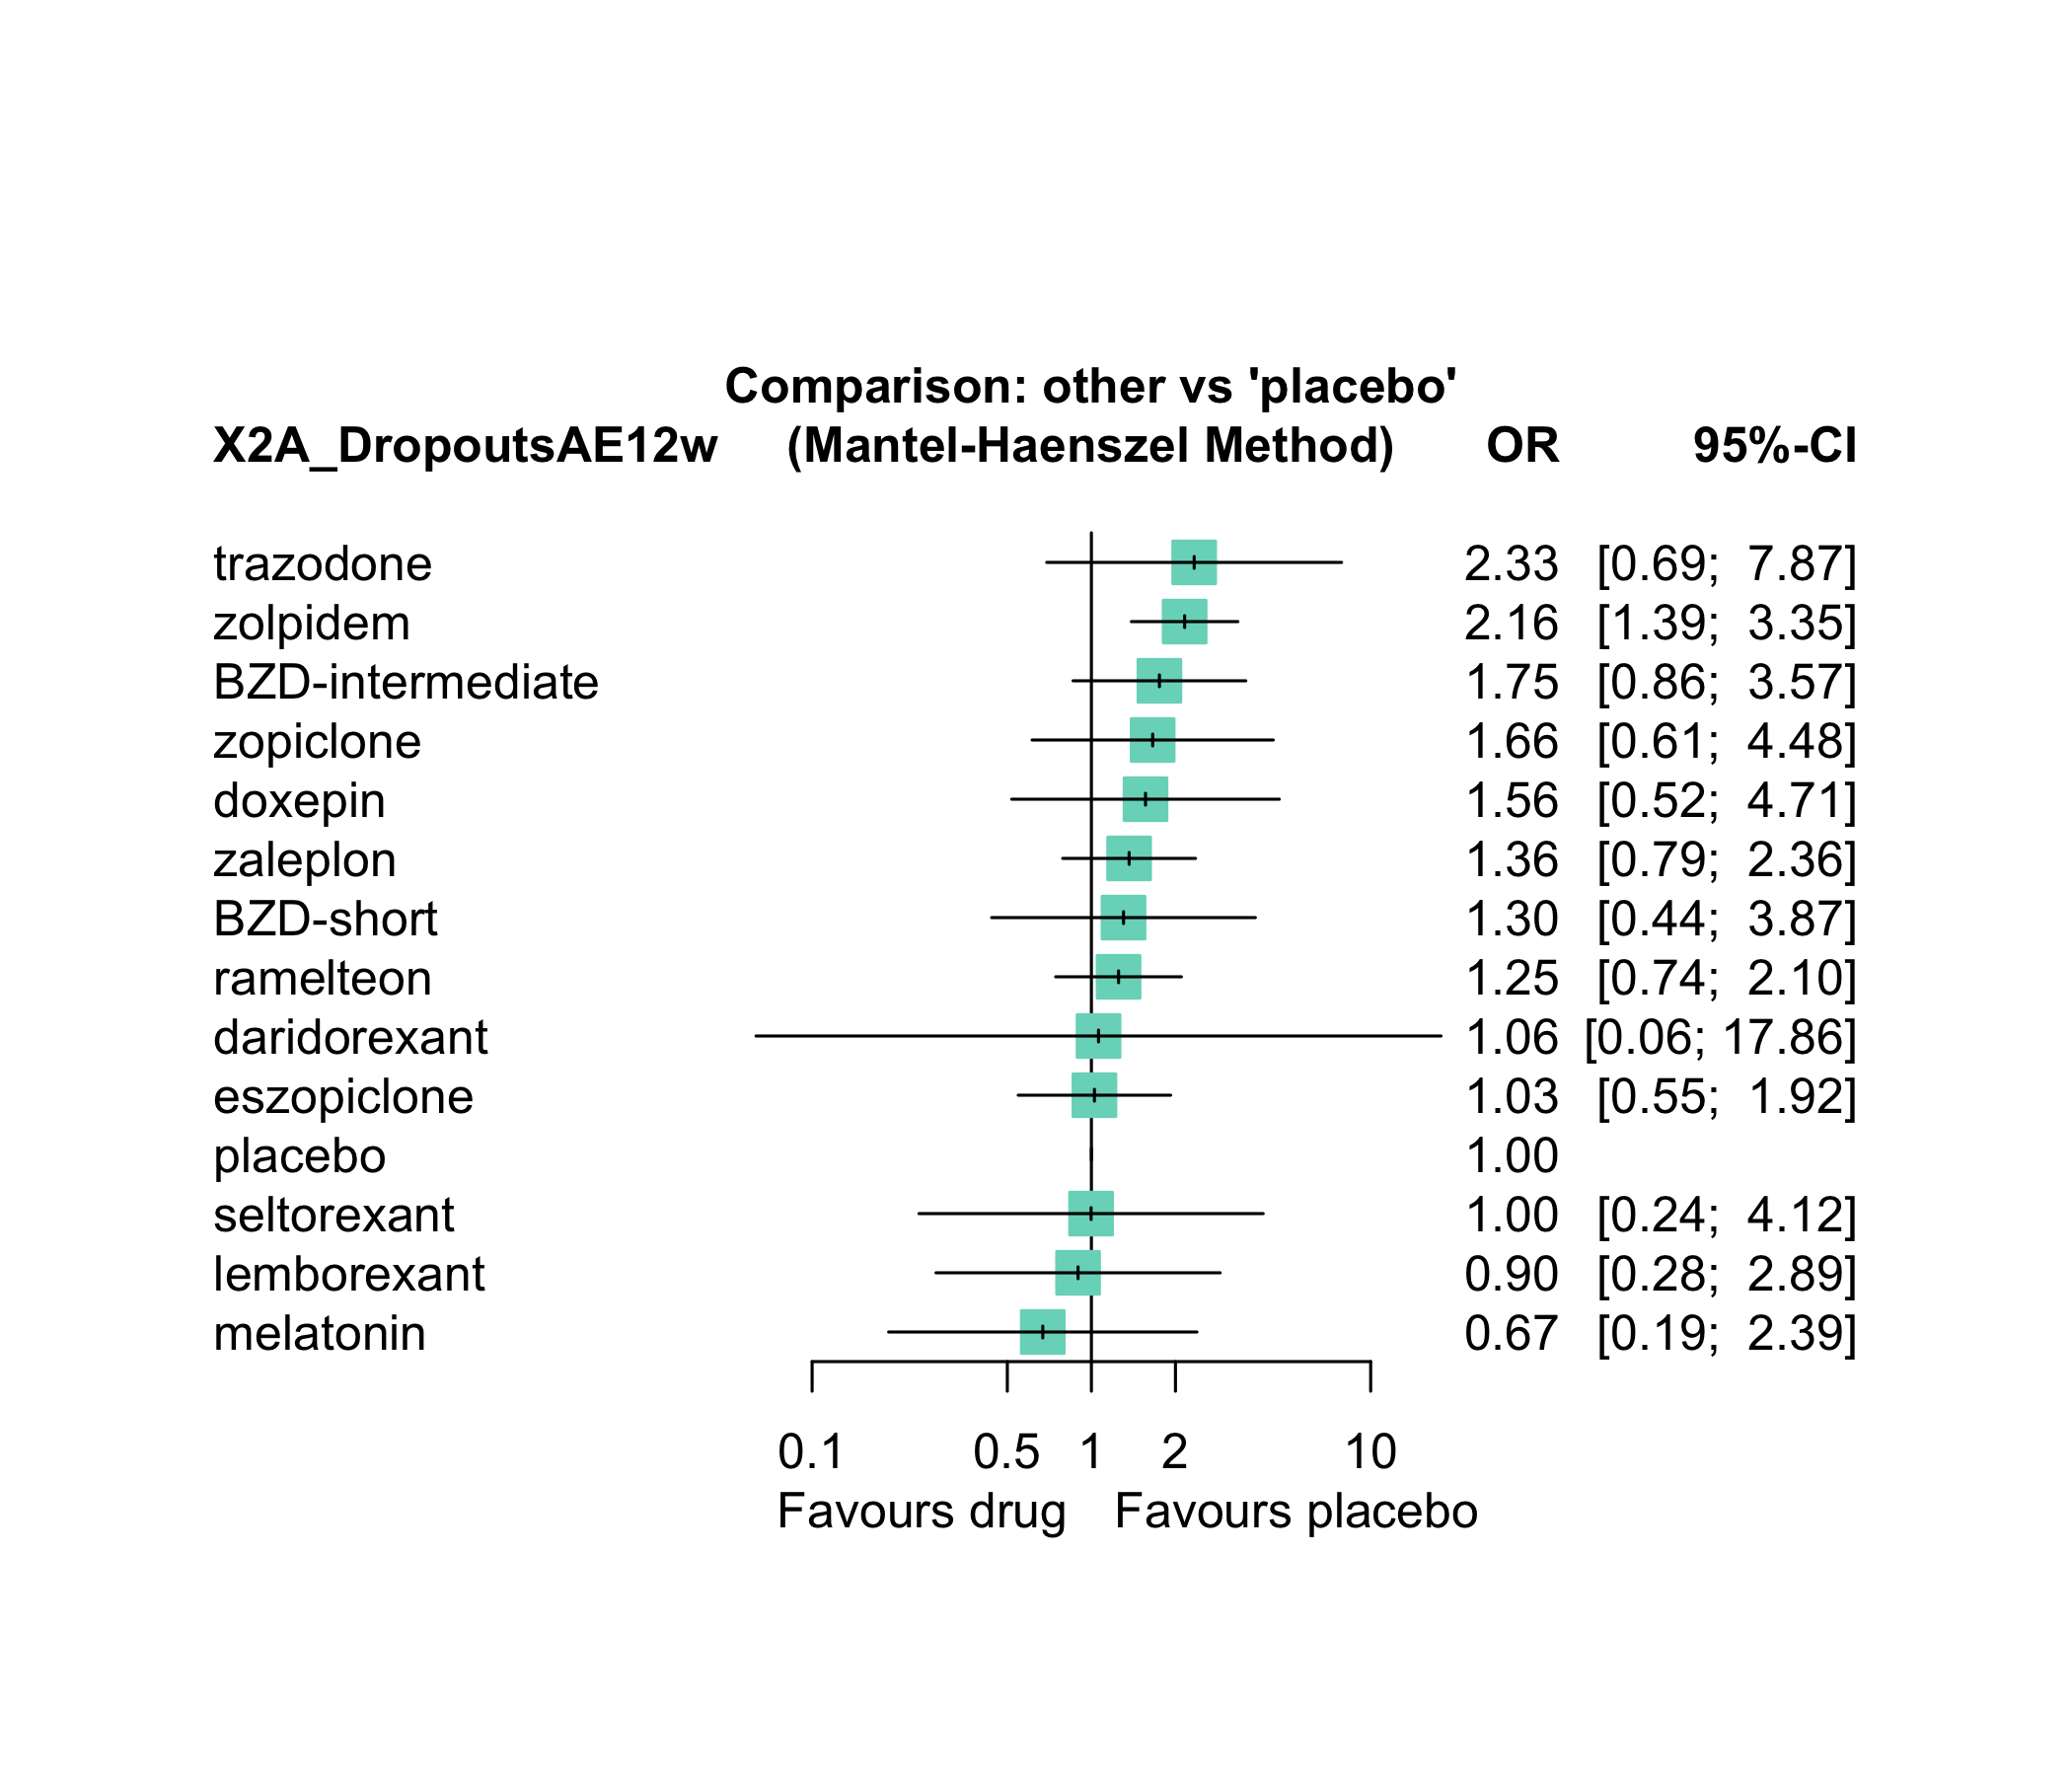 Comparison: other vs 'placebo'
X2A_DropoutsAE12w (Mantel-Haenszel Method) OR 95%-CI
trazodone 2.33 [0.69; 7.87]
zolpidem 2.16 [1.39; 3.35]
BZD-intermediate 1.75 [0.86; 3.57]
zopiclone 1.66 [0.61; 4.48]
doxepin 1.56 [0.52; 4.71]
zaleplon 1.36 [0.79; 2.36]
BZD-short 1.30 [0.44; 3.87]
ramelteon 1.25 [0.74; 2.10]
daridorexant 1.06 [0.06; 17.86]
eszopiclone 1.03 [0.55; 1.92]
placebo 1.00
seltorexant 1.00 [0.24; 4.12]
lemborexant 0.90 [0.28; 2.89]
melatonin 0.67 [0.19; 2.39]
0.1 0.5 1 2 10
Favours drug Favours placebo